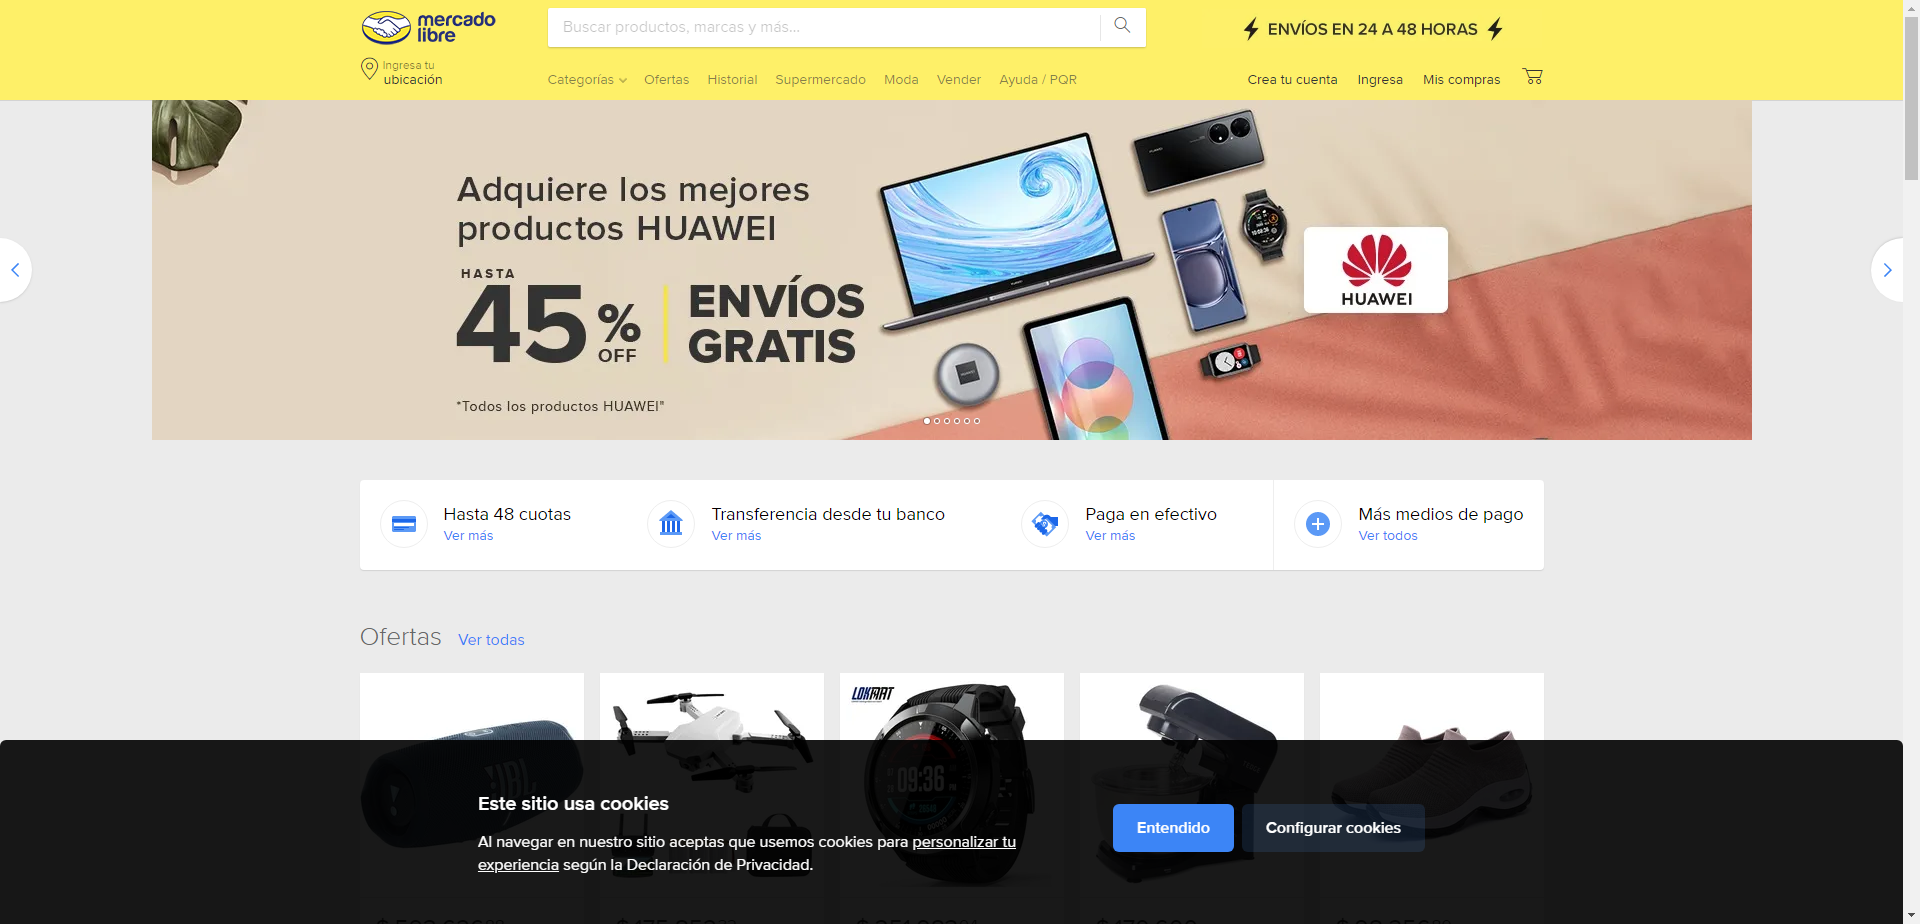 mercado
libre
Buscar productos, marcas y más...
ENVÍOS EN 24 A 48 HORAS
Ingresa tu
ubicación
Categorías
Ofertas
Historial
Supermercado
Moda
Vender
Ayuda / PQR
Crea tu cuenta
Ingresa
Mis compras
Adquiere los mejores
productos HUAWEI
HASTA
45% OFF
ENVÍOS
GRATIS
*Todos los productos HUAWEI"
HUAWEI
Hasta 48 cuotas
Ver más
Transferencia desde tu banco
Ver más
Paga en efectivo
Ver más
Más medios de pago
Ver todos
Ofertas
Ver todas
LOKMAT
JBL
09:36
Este sitio usa cookies
Al navegar en nuestro sitio aceptas que usemos cookies para personalizar tu
experiencia según la Declaración de Privacidad.
Entendido
Configurar cookies